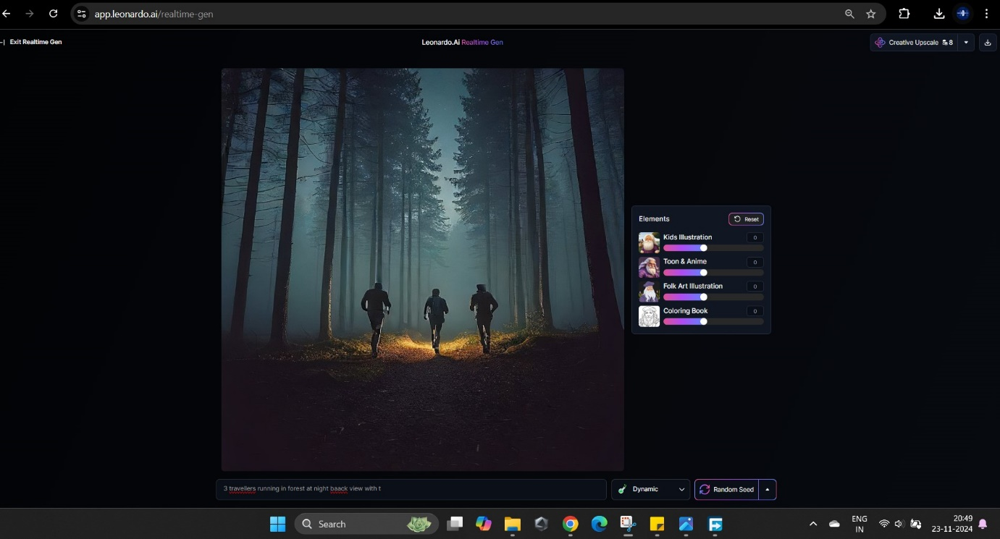 app.leonardo.ai/realtime-gen
Exit Realtime Gen
Leonardo.Ai Realtime Gen
Creative Upscale 8
Elements
Reset
Kids Illustration 0
Toon & Anime 0
Folk Art Illustration 0
Coloring Book 0
3 travellers running in forest at night baack view with t
Dynamic
Random Seed
Search
ENG
IN
20:49
23-11-2024